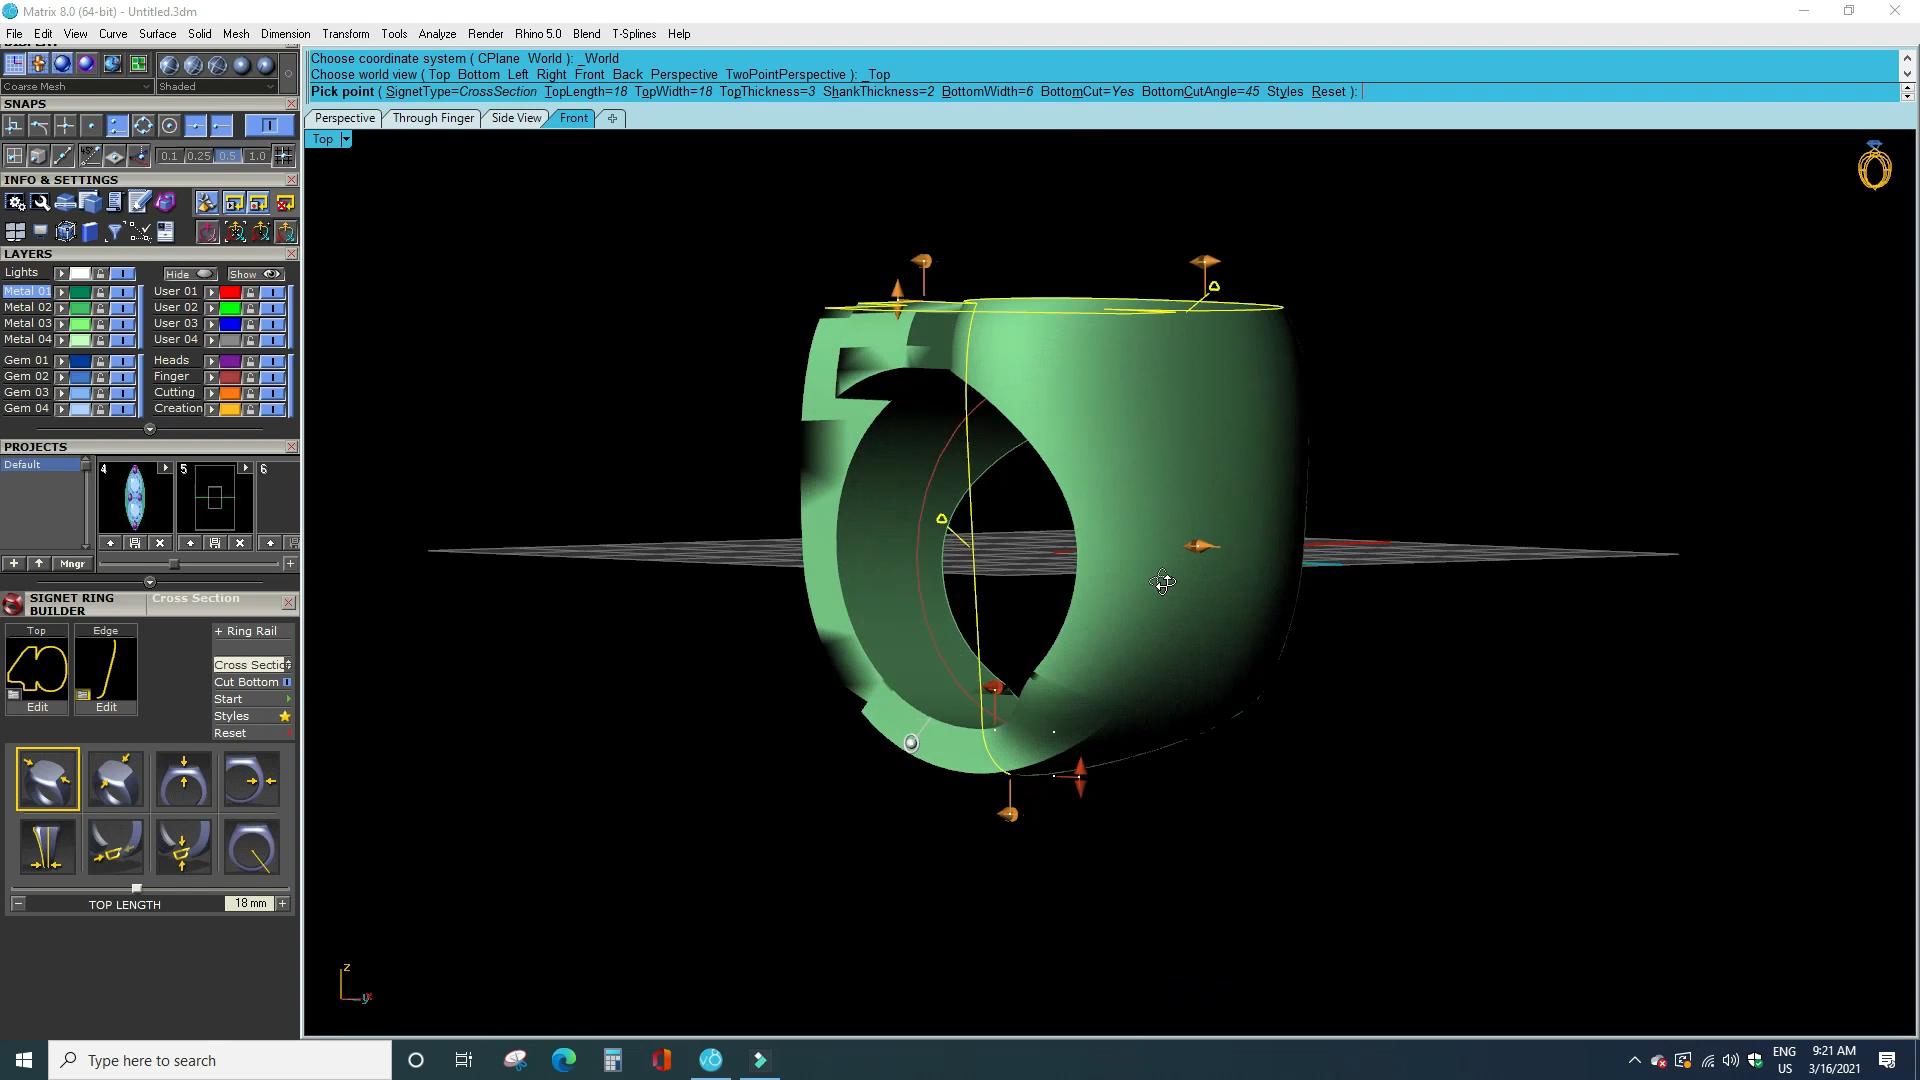 Matrix 8.0 (64-bit) - Untitled.3dm
File Edit View Curve Surface Solid Mesh Dimension Transform Tools Analyze Render Rhino 5.0 Blend T-Splines Help
Choose coordinate system ( CPlane World ): _World
Choose world view ( Top Bottom Left Right Front Back Perspective TwoPointPerspective ): _Top
Pick point ( SignetType=CrossSection TopLength=18 TopWidth=18 TopThickness=3 ShankThickness=2 BottomWidth=6 BottomCut=Yes BottomCutAngle=45 Styles Reset ):
Coarse Mesh Shaded
Perspective Through Finger Side View Front
Top
SNAPS
0.1 0.25 0.5 1.0
INFO & SETTINGS
LAYERS
Lights Hide Show
Metal 01 User 01
Metal 02 User 02
Metal 03 User 03
Metal 04 User 04
Gem 01 Heads
Gem 02 Finger
Gem 03 Cutting
Gem 04 Creation
PROJECTS
Default 4 5 6
+ Mngr +
SIGNET RING BUILDER Cross Section
Top Edge + Ring Rail
Cross Sectio
Cut Bottom
Start
Styles
Edit Edit
Reset
TOP LENGTH 18 mm
z
y x
Type here to search
ENG
US
9:21 AM
3/16/2021